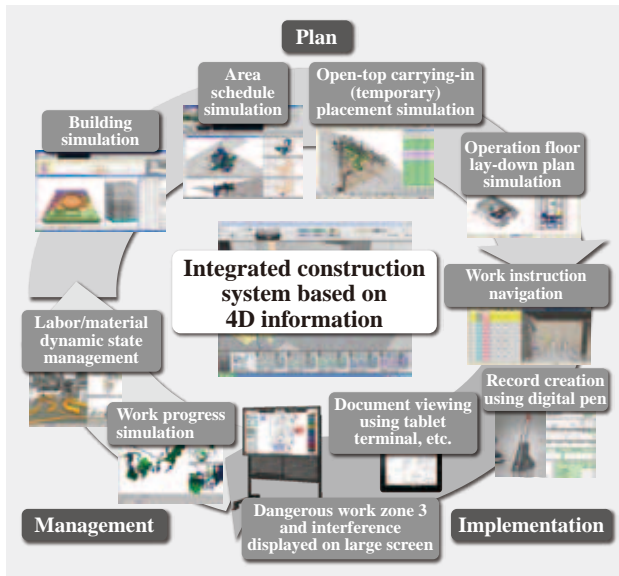 Plan
Area
schedule
simulation
Open-top carrying-in
(temporary)
placement simulation
Building
simulation
Operation floor
lay-down plan
simulation
Integrated construction
system based on
4D information
Work instruction
navigation
Labor/material
dynamic state
management
Record creation
using digital pen
Document viewing
using tablet
terminal, etc.
Work progress
simulation
Dangerous work zone 3
and interference
displayed on large screen
Management
Implementation